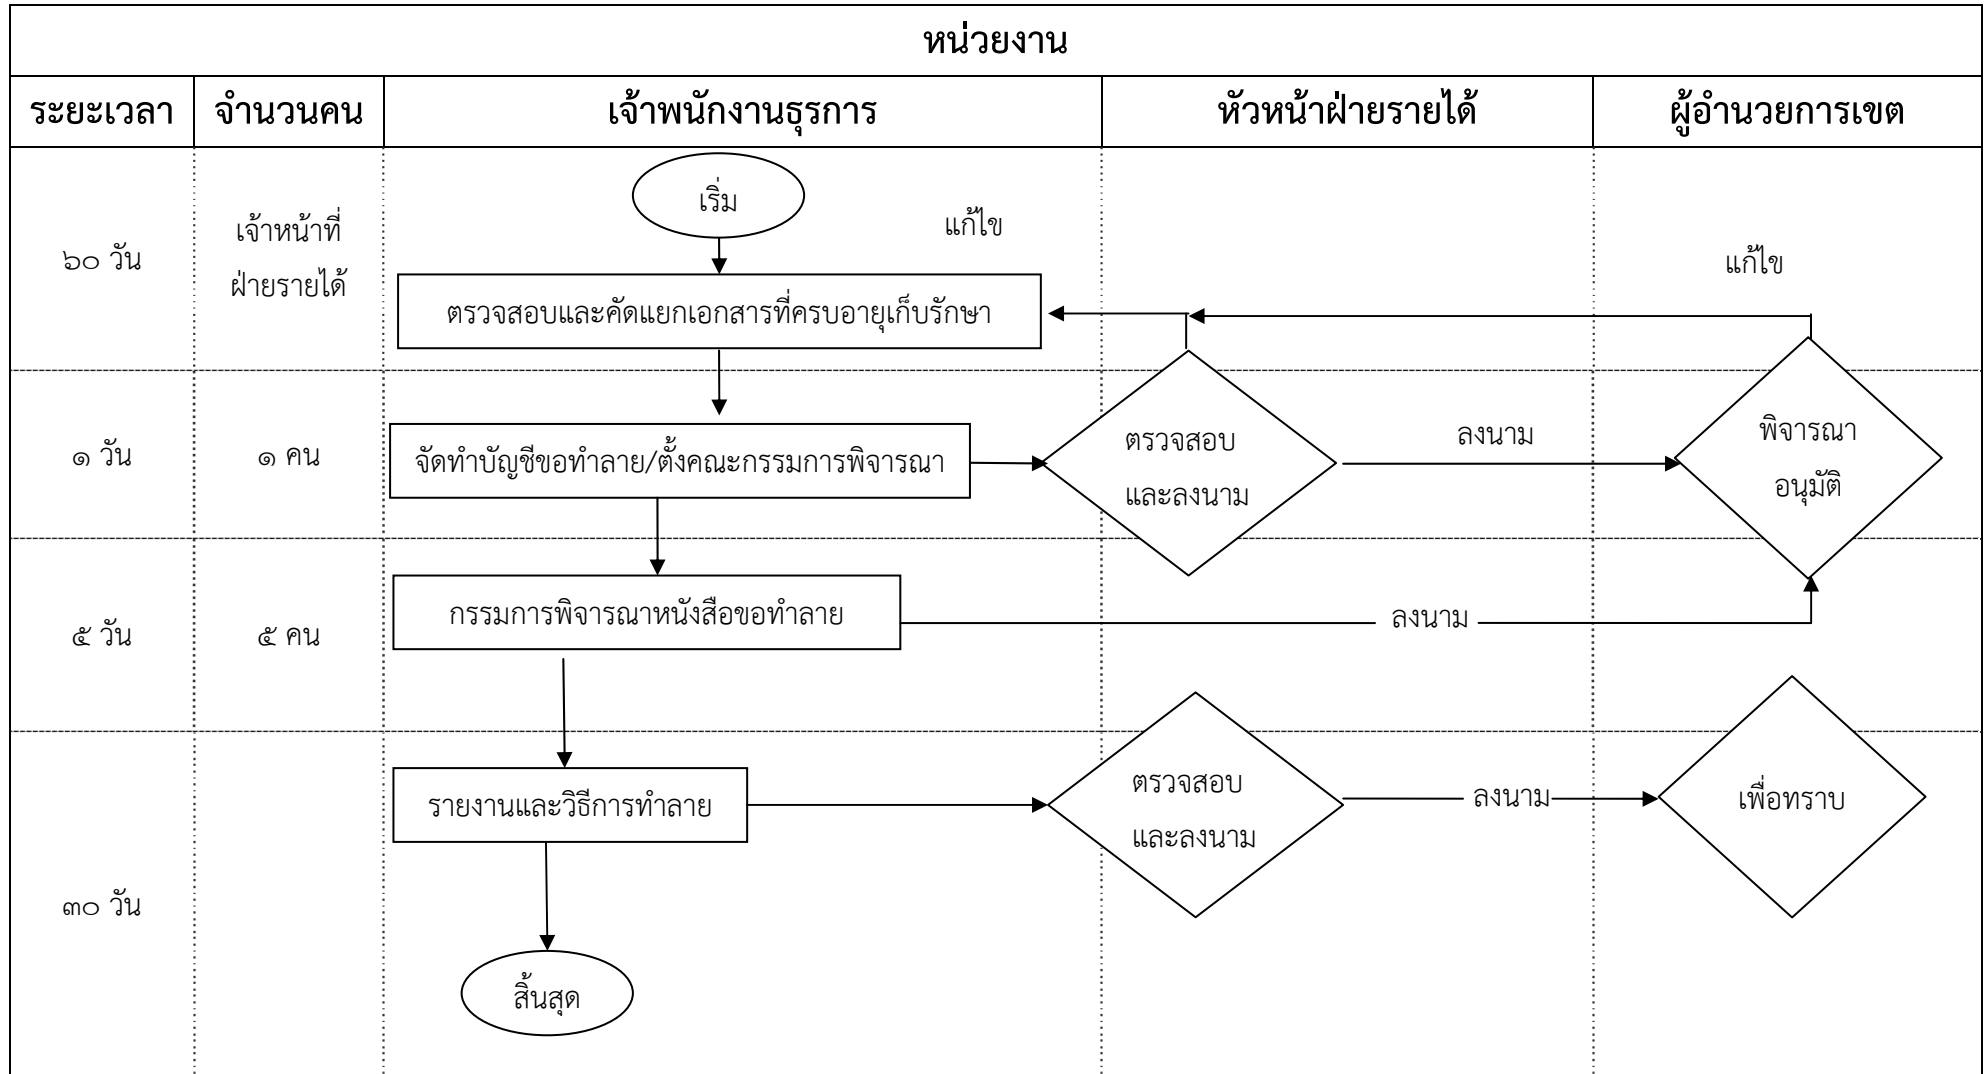 หน่วยงาน
ระยะเวลา
จำนวนคน
เจ้าพนักงานธุรการ
หัวหน้าฝ่ายรายได้
ผู้อำนวยการเขต
๖๐ วัน
เจ้าหน้าที่
ฝ่ายรายได้
เริ่ม
แก้ไข
แก้ไข
ตรวจสอบและคัดแยกเอกสารที่ครบอายุเก็บรักษา
๑ วัน
๑ คน
จัดทำบัญชีขอทำลาย/ตั้งคณะกรรมการพิจารณา
ตรวจสอบ
และลงนาม
ลงนาม
พิจารณา
อนุมัติ
๕ วัน
๕ คน
กรรมการพิจารณาหนังสือขอทำลาย
ลงนาม
๓๐ วัน
รายงานและวิธีการทำลาย
ตรวจสอบ
และลงนาม
ลงนาม
เพื่อทราบ
สิ้นสุด